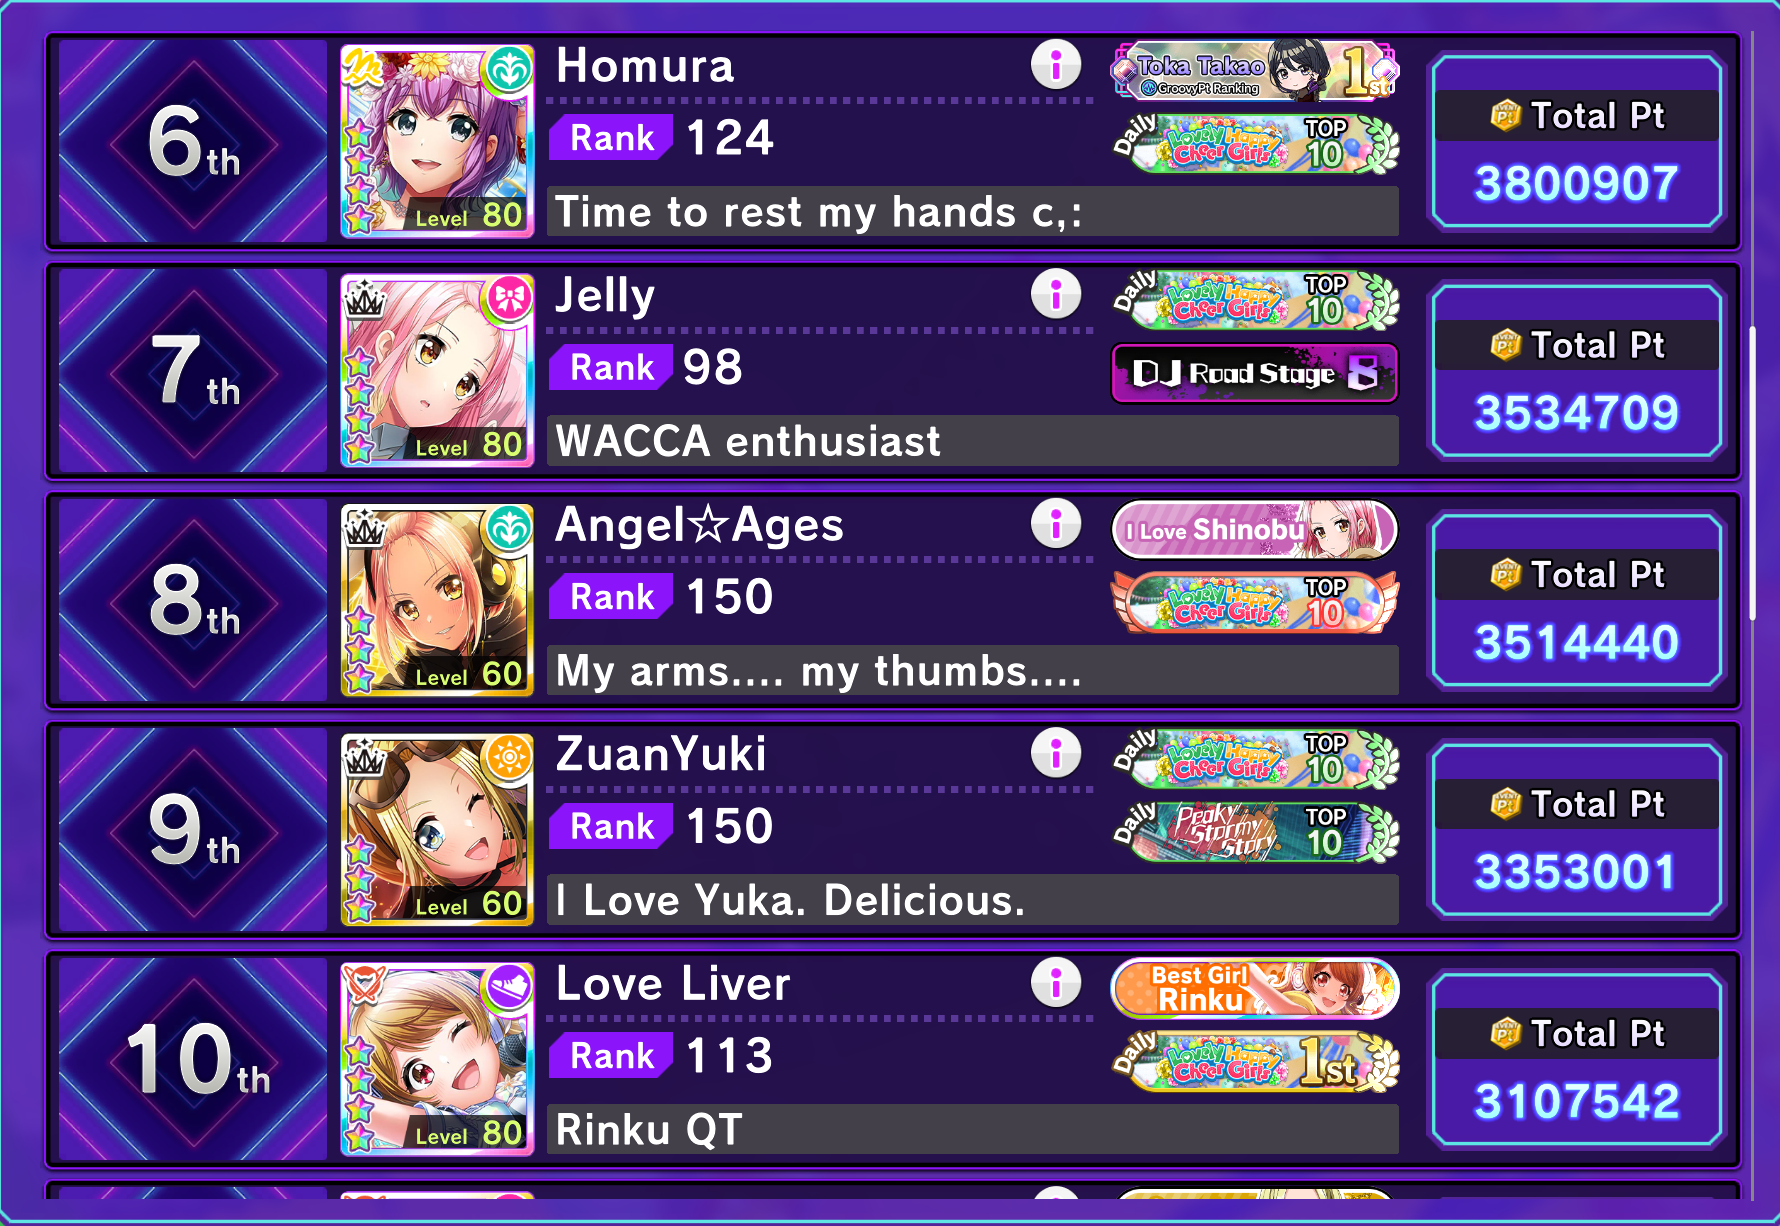 6th
Level 80
Homura
Rank 124
Time to rest my hands c,:
Toka Takao
GroovyPt Ranking
1st
Daily
Lovely Happy
Cheer Girls
TOP
10
Total Pt
3800907
7th
Level 80
Jelly
Rank 98
WACCA enthusiast
Daily
Lovely Happy
Cheer Girls
TOP
10
DJ Road Stage 8
Total Pt
3534709
8th
Level 60
Angel☆Ages
Rank 150
My arms.... my thumbs....
I Love Shinobu
Lovely Happy
Cheer Girls
TOP
10
Total Pt
3514440
9th
Level 60
ZuanYuki
Rank 150
I Love Yuka. Delicious.
Daily
Lovely Happy
Cheer Girls
TOP
10
Daily
Peaky
Stormy
Story
TOP
10
Total Pt
3353001
10th
Level 80
Love Liver
Rank 113
Rinku QT
Best Girl
Rinku
Daily
Lovely Happy
Cheer Girls
1st
Total Pt
3107542